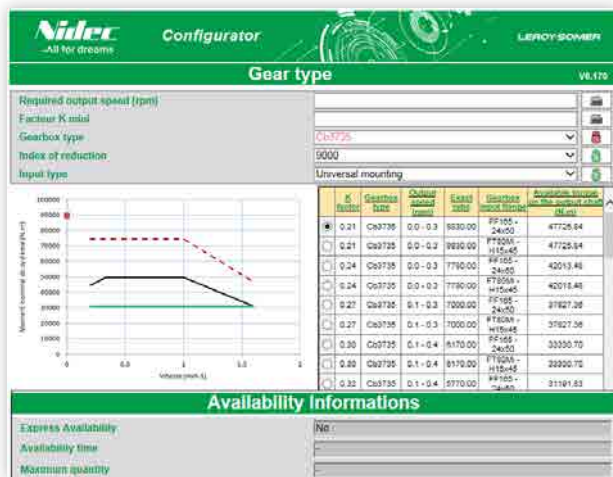 Nidec
All for dreams
Configurator
LEROY-SOMER
Gear type
V6.170
Required output speed (rpm)
Facteur K mini
Gearbox type Cb3735
Index of reduction 9000
Input type Universal mounting
100000
90000
80000
70000
60000
50000
40000
30000
20000
10000
0
0 0.5 1 1.5 2
K factor Gearbox type Output speed (rpm) Exact ratio Gearbox input flange Available torque on the output shaft (N.m)
0.21 Cb3735 0.0 - 0.3 9830.00 FF165 - 24x50 47725.84
0.21 Cb3735 0.0 - 0.3 9830.00 FT80M - H15x45 47725.84
0.24 Cb3735 0.0 - 0.3 7790.00 FF165 - 24x50 42013.46
0.24 Cb3735 0.0 - 0.3 7790.00 FT80M - H15x45 42013.46
0.27 Cb3735 0.1 - 0.3 7000.00 FF165 - 24x50 37827.36
0.27 Cb3735 0.1 - 0.3 7000.00 FT80M - H15x45 37827.36
0.30 Cb3735 0.1 - 0.4 6170.00 FF165 - 24x50 33330.70
0.30 Cb3735 0.1 - 0.4 6170.00 FT80M - H15x45 33330.70
0.32 Cb3735 0.1 - 0.4 5770.00 FF165 - 24x50 31191.83
Availability Informations
Express Availability No
Availability time -
Maximum quantity -